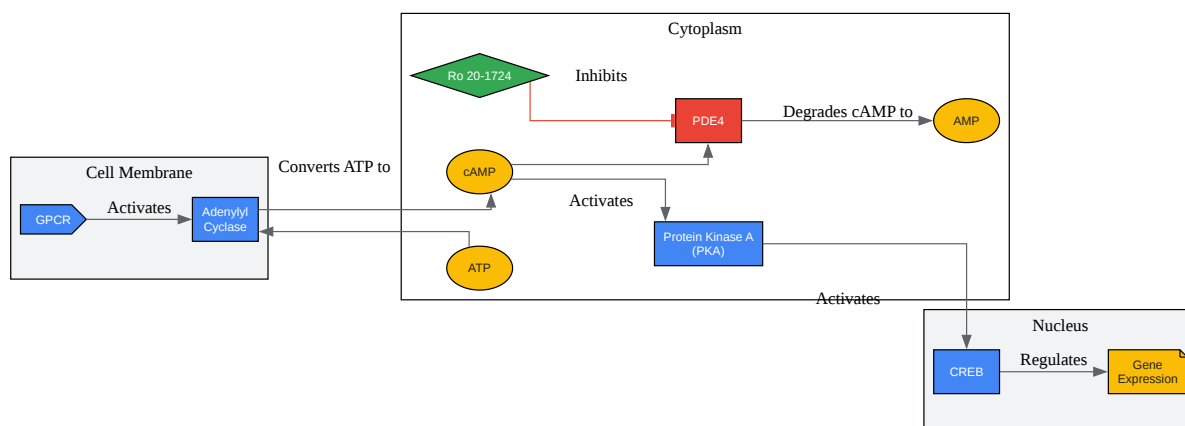 Cytoplasm
Ro 20-1724
Inhibits
PDE4
Degrades cAMP to
AMP
Cell Membrane
Converts ATP to
cAMP
GPCR
Activates
Adenylyl
Cyclase
Activates
Protein Kinase A
(PKA)
ATP
Activates
Nucleus
CREB
Regulates
Gene
Expression